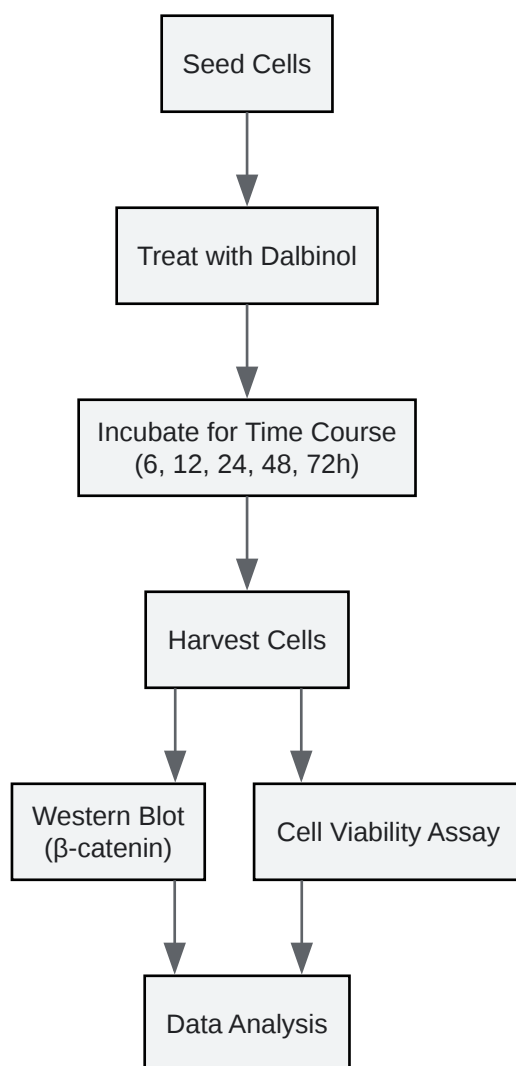 Seed Cells
Treat with Dalbinol
Incubate for Time Course
(6, 12, 24, 48, 72h)
Harvest Cells
Western Blot
(β-catenin)
Cell Viability Assay
Data Analysis